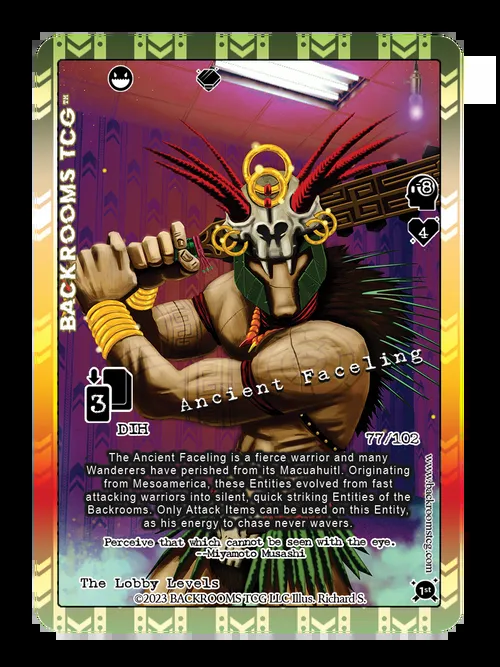 BACKROOMS TCG™
8
4
Ancient Faceling
3
DIH
77/102
The Ancient Faceling is a fierce warrior and many
Wanderers have perished from its Macuahuitl. Originating
from Mesoamerica, these Entities evolved from fast
attacking warriors into silent, quick striking Entities of the
Backrooms. Only Attack Items can be used on this Entity,
as his energy to chase never wavers.
Perceive that which cannot be seen with the eye.
--Miyamoto Musashi
www.backroomstcg.com
The Lobby Levels
©2023 BACKROOMS TCG LLC Illus. Richard S.
1st